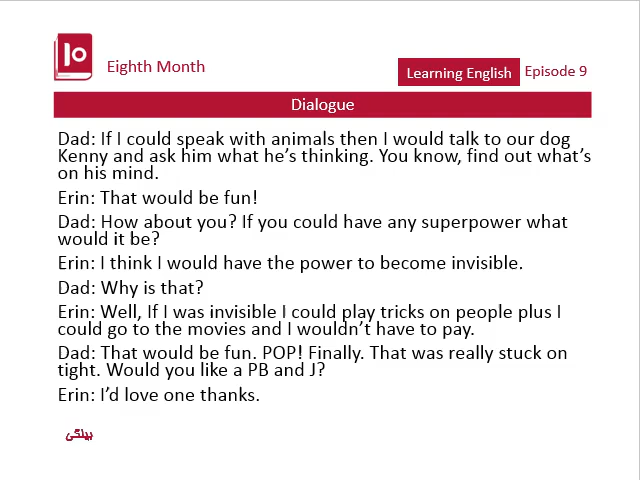 Eighth Month
Learning English Episode 9
Dialogue
Dad: If I could speak with animals then I would talk to our dog
Kenny and ask him what he’s thinking. You know, find out what’s
on his mind.
Erin: That would be fun!
Dad: How about you? If you could have any superpower what
would it be?
Erin: I think I would have the power to become invisible.
Dad: Why is that?
Erin: Well, If I was invisible I could play tricks on people plus I
could go to the movies and I wouldn’t have to pay.
Dad: That would be fun. POP! Finally. That was really stuck on
tight. Would you like a PB and J?
Erin: I’d love one thanks.